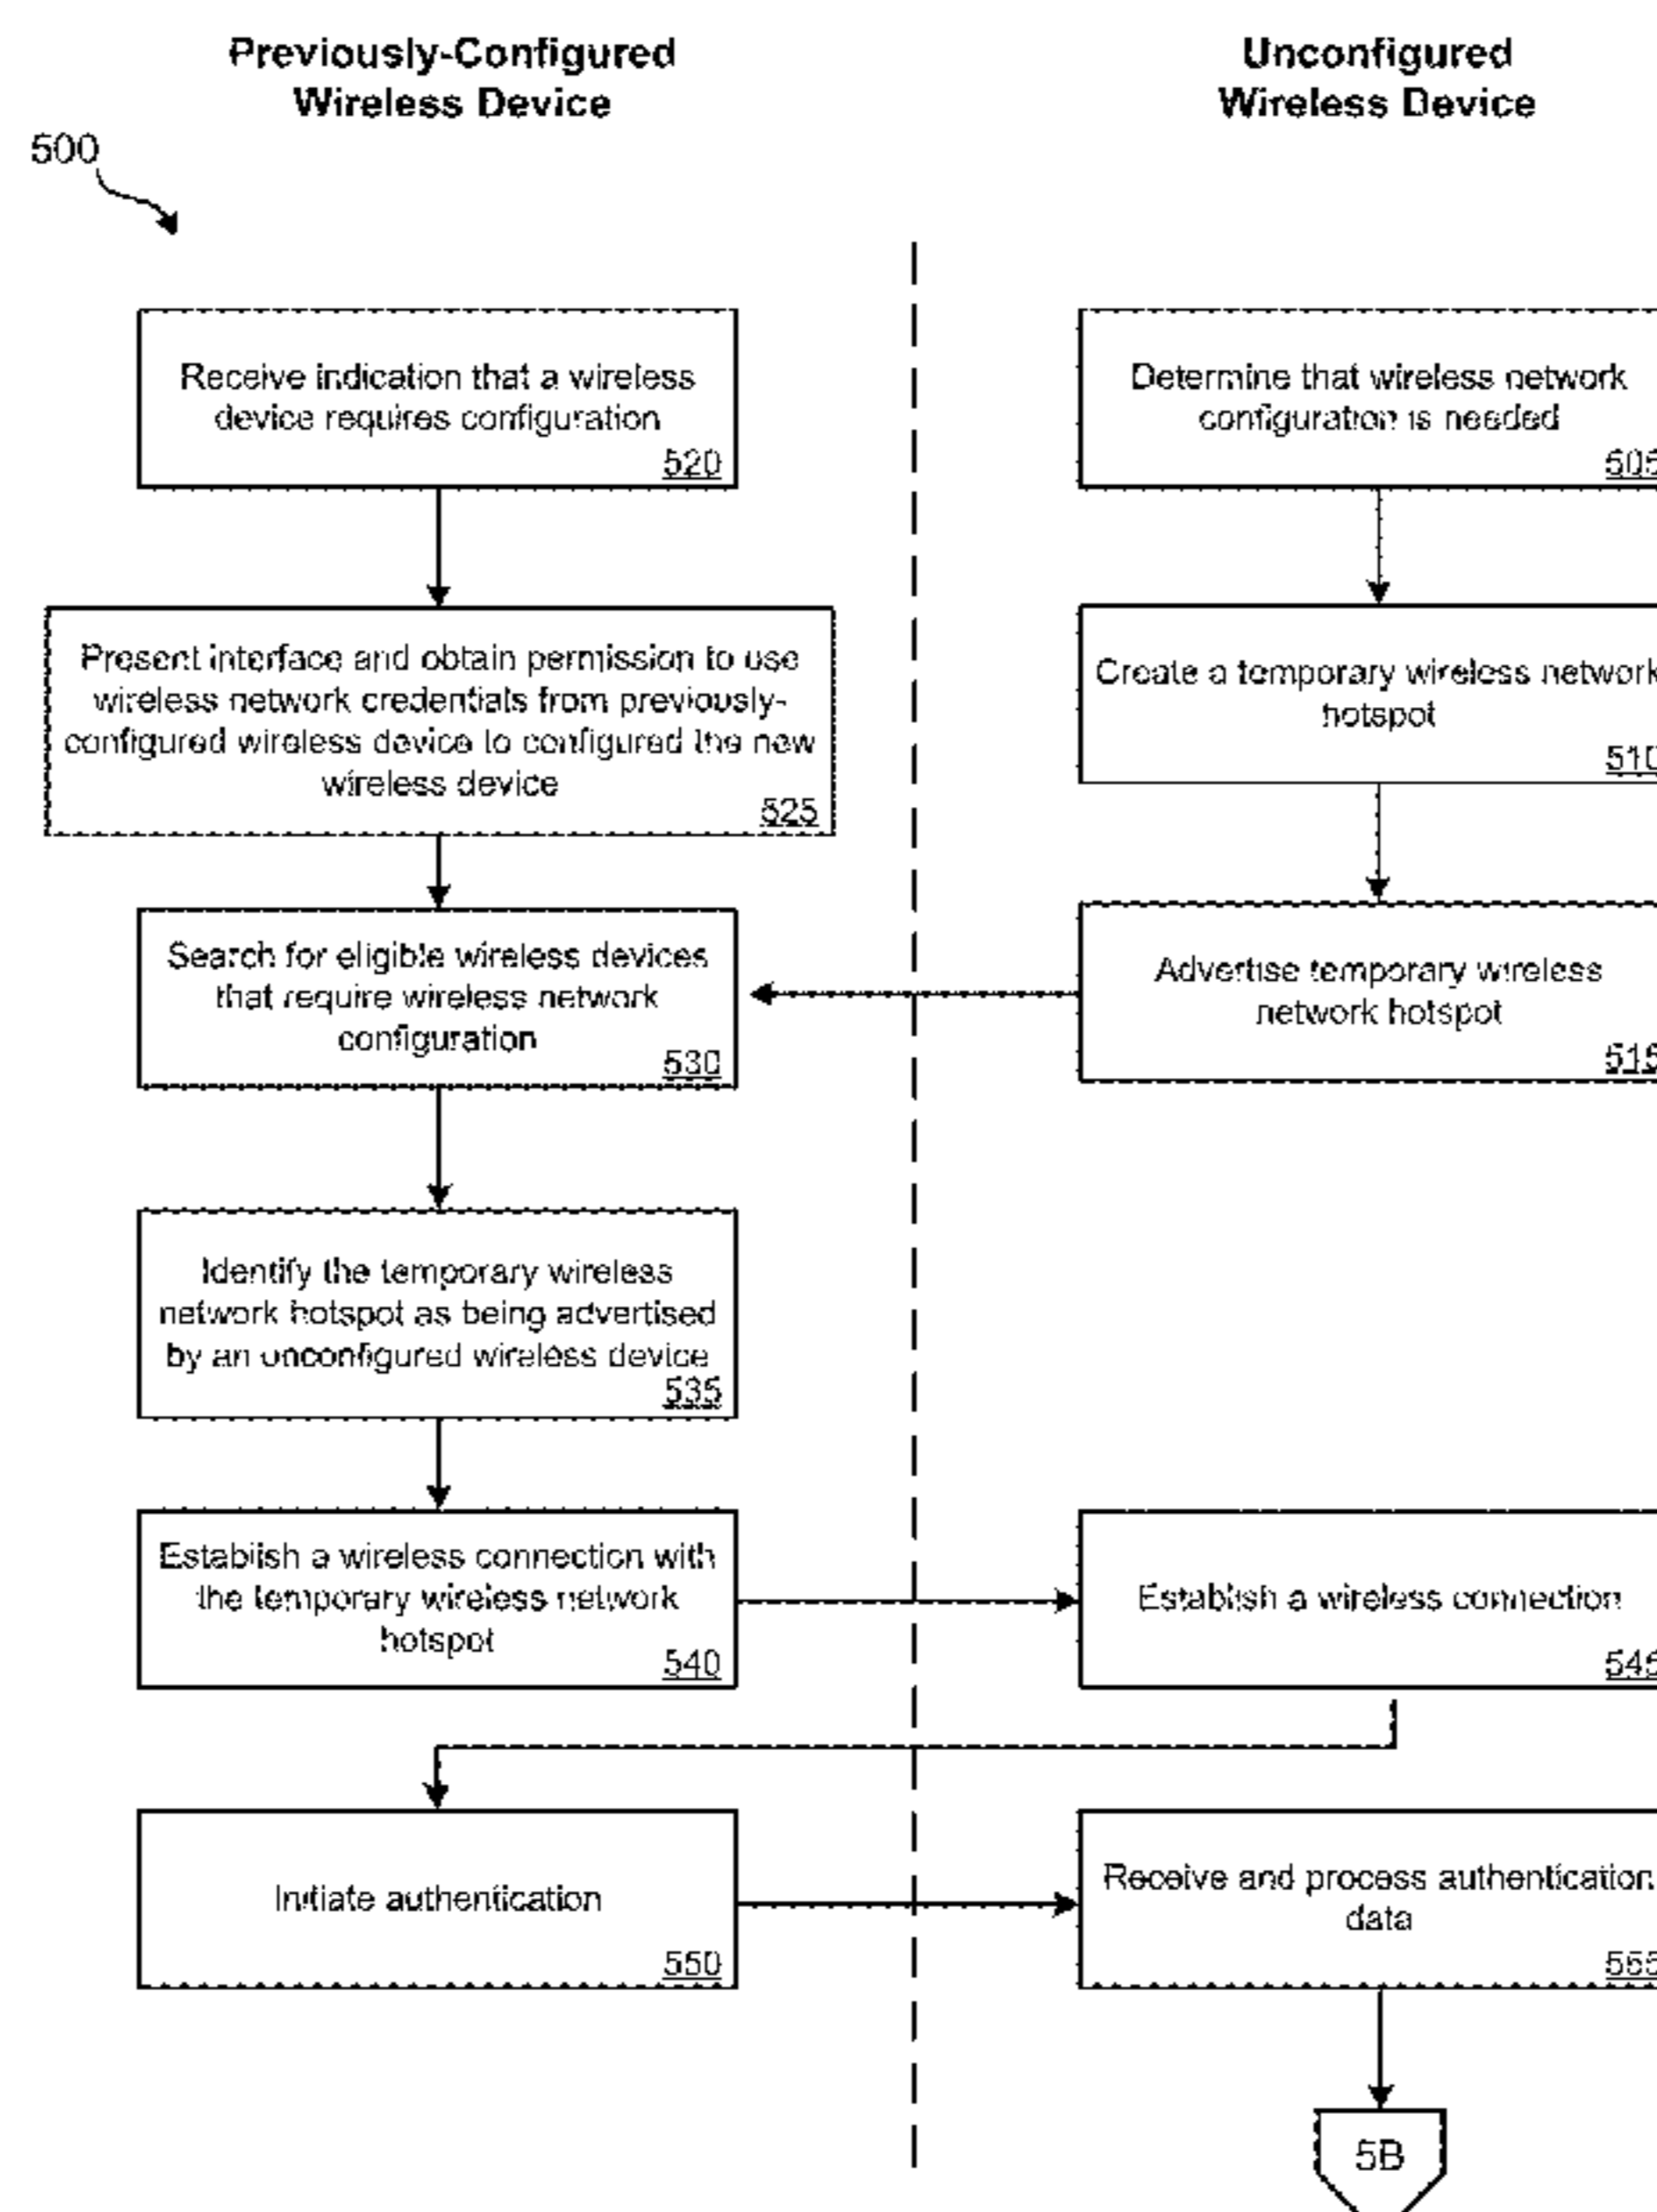 Previously-Configured
Wireless Device
Unconfigured
Wireless Device
500
Receive indication that a wireless
device requires configuration
520
Determine that wireless network
configuration is needed
505
Present interface and obtain permission to use
wireless network credentials from previously-
configured wireless device to configured the new
wireless device
525
Create a temporary wireless network
hotspot
510
Search for eligible wireless devices
that require wireless network
configuration
530
Advertise temporary wireless
network hotspot
515
Identify the temporary wireless
network hotspot as being advertised
by an unconfigured wireless device
535
Establish a wireless connection with
the temporary wireless network
hotspot
540
Establish a wireless connection
545
Initiate authentication
550
Receive and process authentication
data
555
5B